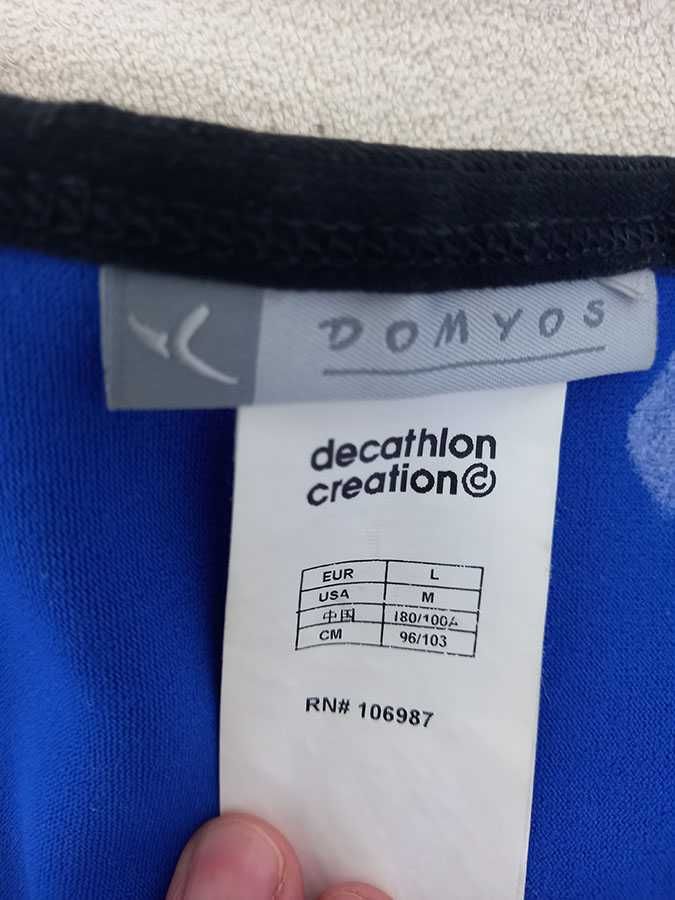 DOMYOS
decathlon
creation©
EUR L
USA M
中国 180/100A
CM 96/103
RN# 106987